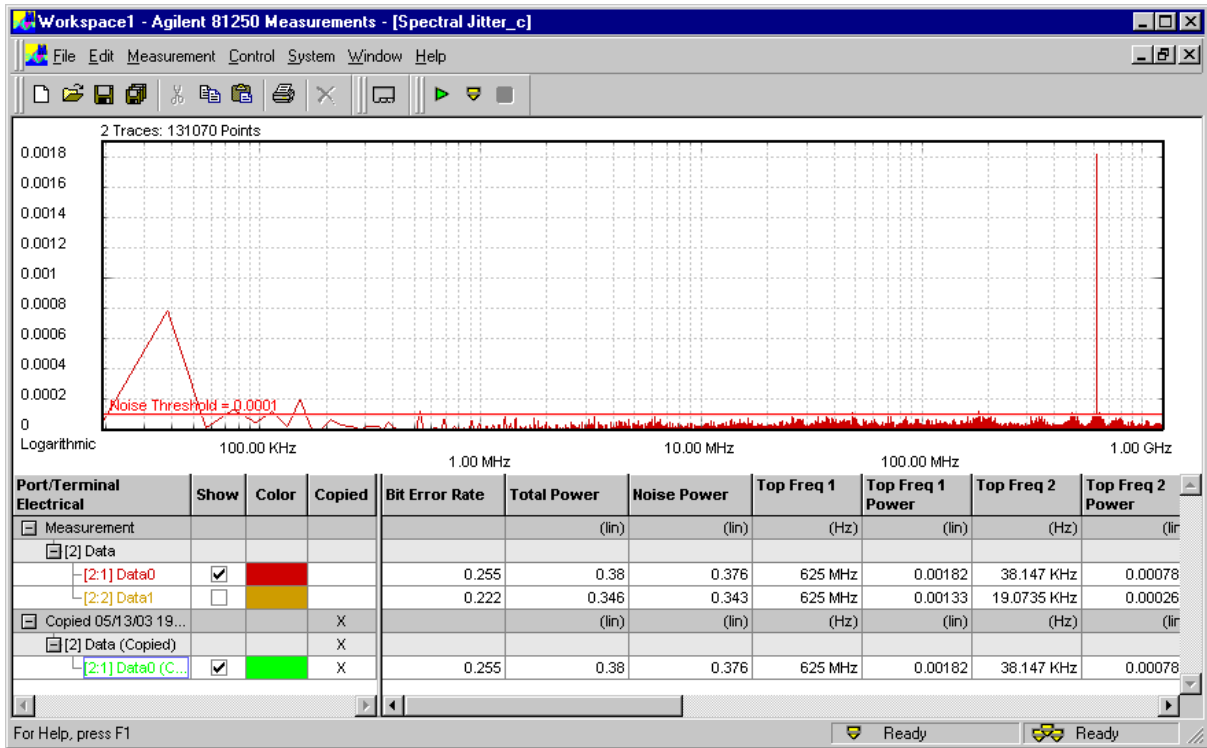 Workspace1 - Agilent 81250 Measurements - [Spectral Jitter_c]
File Edit Measurement Control System Window Help
2 Traces: 131070 Points
0.0018
0.0016
0.0014
0.0012
0.001
0.0008
0.0006
0.0004
0.0002
Noise Threshold = 0.0001
0
Logarithmic
100.00 KHz
10.00 MHz
1.00 GHz
1.00 MHz
100.00 MHz
Port/Terminal Electrical Show Color Copied Bit Error Rate Total Power Noise Power Top Freq 1 Top Freq 1 Power Top Freq 2 Top Freq 2 Power
Measurement (lin) (lin) (Hz) (lin) (Hz) (lin
[2] Data
[2:1] Data0 0.255 0.38 0.376 625 MHz 0.00182 38.147 KHz 0.00078
[2:2] Data1 0.222 0.346 0.343 625 MHz 0.00133 19.0735 KHz 0.00026
Copied 05/13/03 19... X (lin) (lin) (Hz) (lin) (Hz) (lin
[2] Data (Copied) X
[2:1] Data0 (C... X 0.255 0.38 0.376 625 MHz 0.00182 38.147 KHz 0.00078
For Help, press F1 Ready Ready